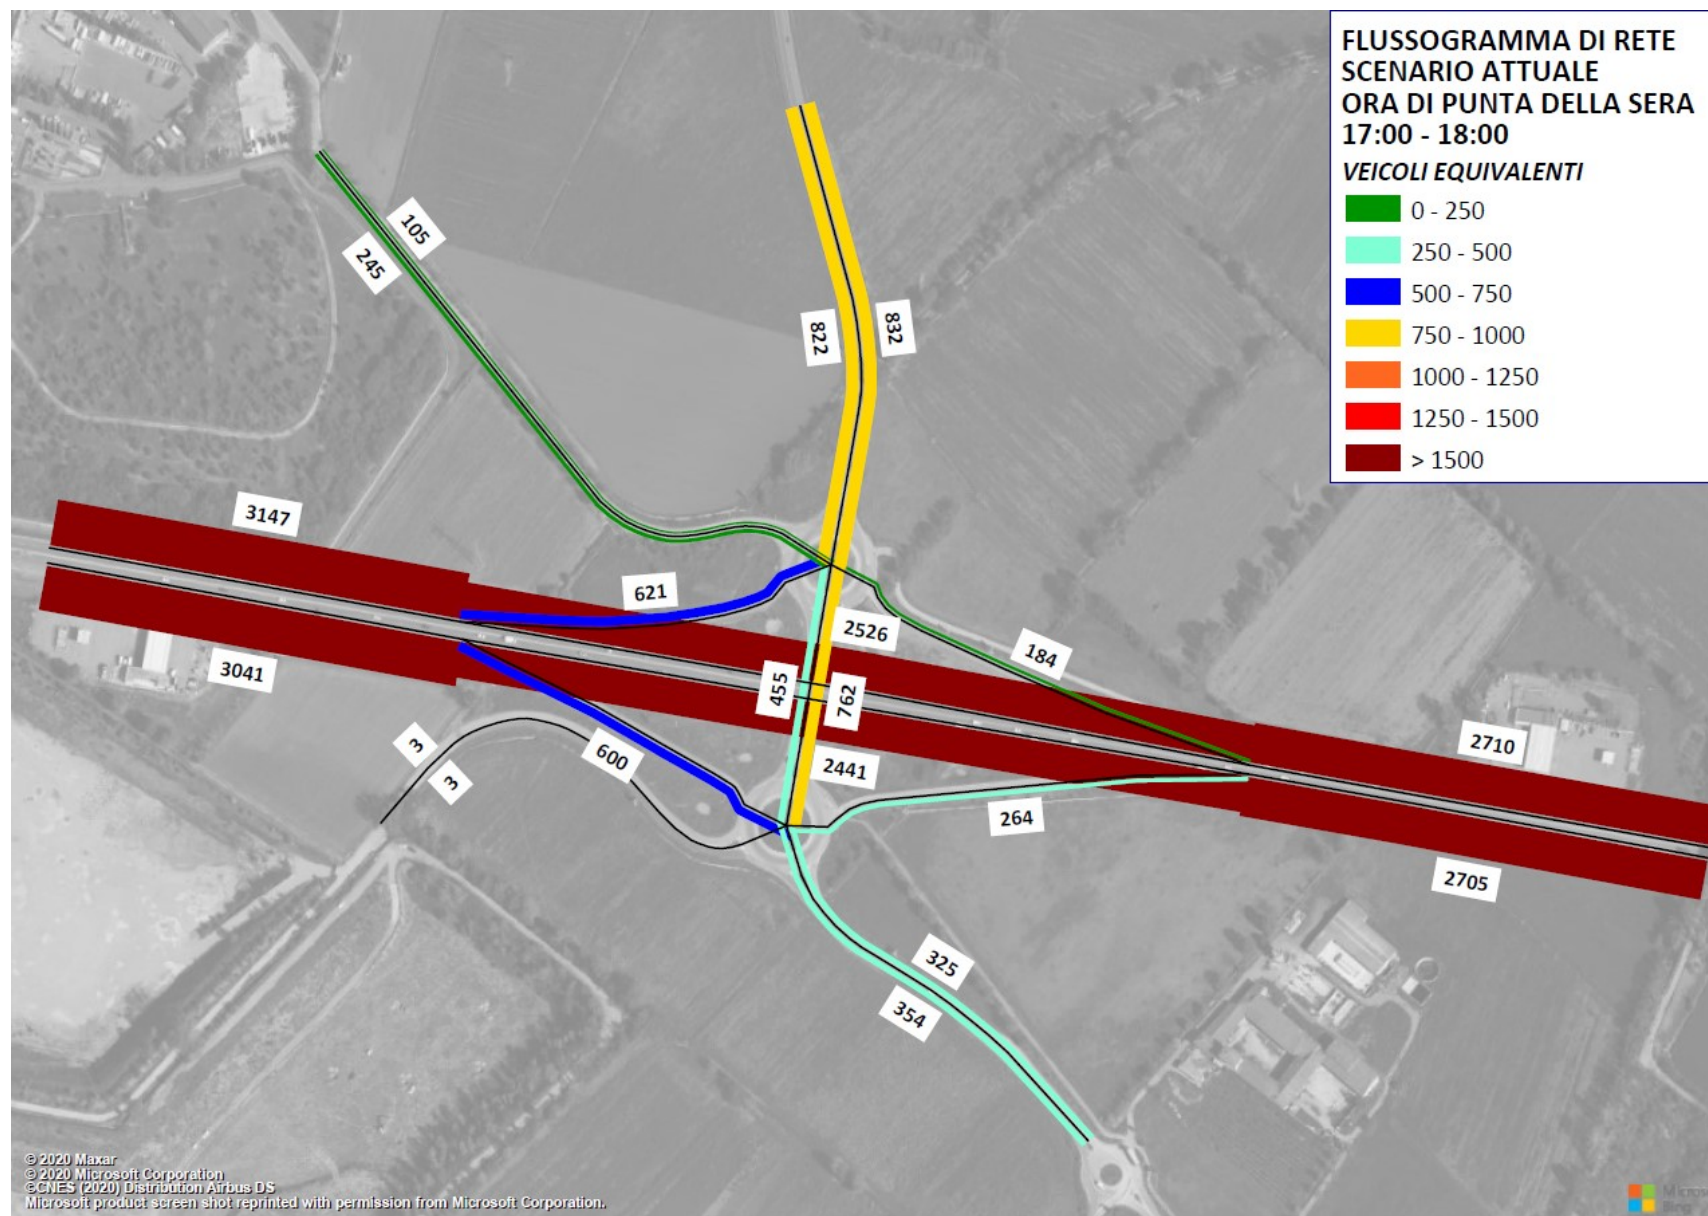 FLUSSOGRAMMA DI RETE
SCENARIO ATTUALE
ORA DI PUNTA DELLA SERA
17:00 - 18:00
VEICOLI EQUIVALENTI
0 - 250
250 - 500
500 - 750
750 - 1000
1000 - 1250
1250 - 1500
> 1500
105
245
822
832
3147
621
2526
184
3041
455
762
2710
3
3
600
2441
264
2705
325
354
© 2020 Maxar
© 2020 Microsoft Corporation
©CNES (2020) Distribution Airbus DS
Microsoft product screen shot reprinted with permission from Microsoft Corporation.
Bing